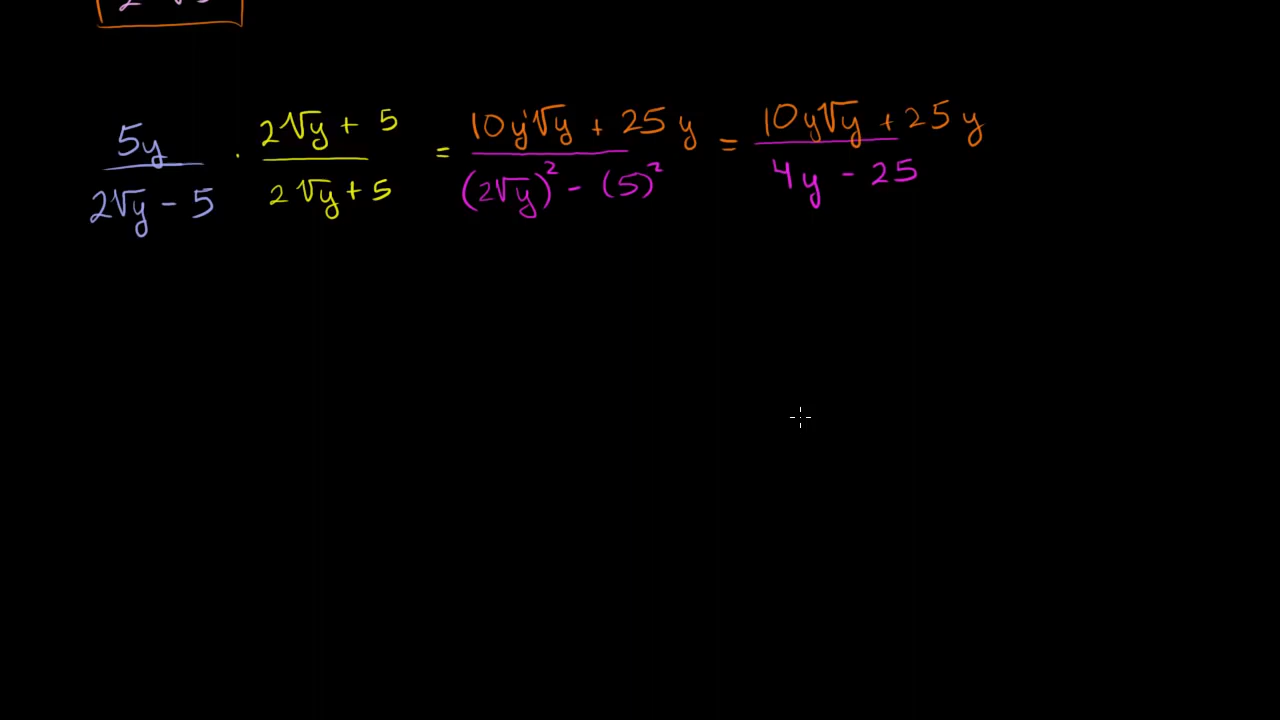 5y / (2√y − 5) · (2√y + 5) / (2√y + 5) = (10y√y + 25y) / ((2√y)² − (5)²) = (10y√y + 25y) / (4y − 25)